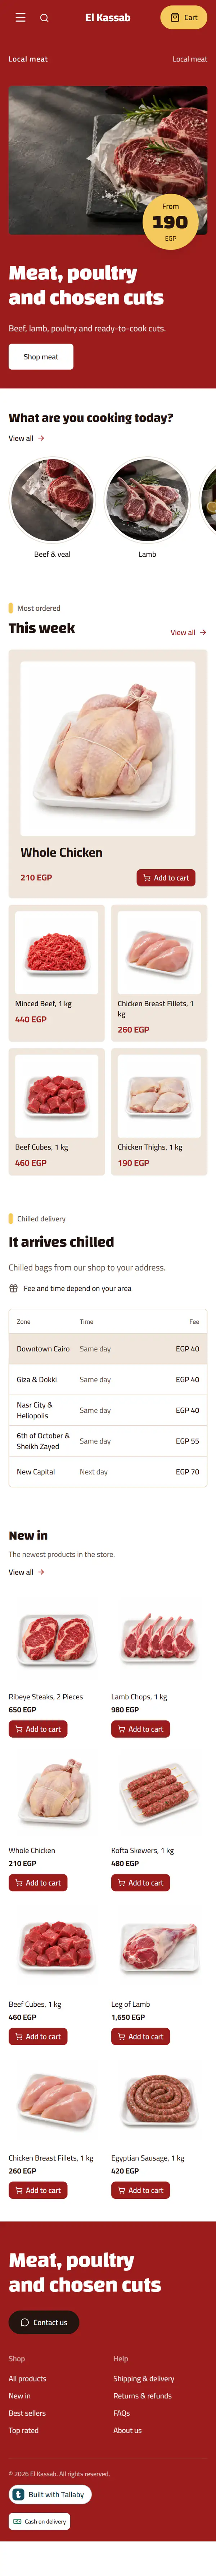 El Kassab
Cart
Local meat
Local meat
From
190
EGP
Meat, poultry
and chosen cuts
Beef, lamb, poultry and ready-to-cook cuts.
Shop meat
What are you cooking today?
View all
Beef & veal
Lamb
Most ordered
This week
View all
Whole Chicken
210 EGP
Add to cart
Minced Beef, 1 kg
440 EGP
Chicken Breast Fillets, 1
kg
260 EGP
Beef Cubes, 1 kg
460 EGP
Chicken Thighs, 1 kg
190 EGP
Chilled delivery
It arrives chilled
Chilled bags from our shop to your address.
Fee and time depend on your area
Zone Time Fee
Downtown Cairo Same day EGP 40
Giza & Dokki Same day EGP 40
Nasr City &
Heliopolis Same day EGP 40
6th of October &
Sheikh Zayed Same day EGP 55
New Capital Next day EGP 70
New in
The newest products in the store.
View all
Ribeye Steaks, 2 Pieces
650 EGP
Add to cart
Lamb Chops, 1 kg
980 EGP
Add to cart
Whole Chicken
210 EGP
Add to cart
Kofta Skewers, 1 kg
480 EGP
Add to cart
Beef Cubes, 1 kg
460 EGP
Add to cart
Leg of Lamb
1,650 EGP
Add to cart
Chicken Breast Fillets, 1 kg
260 EGP
Add to cart
Egyptian Sausage, 1 kg
420 EGP
Add to cart
Meat, poultry
and chosen cuts
Contact us
Shop
All products
New in
Best sellers
Top rated
Help
Shipping & delivery
Returns & refunds
FAQs
About us
© 2026 El Kassab. All rights reserved.
Built with Tallaby
Cash on delivery